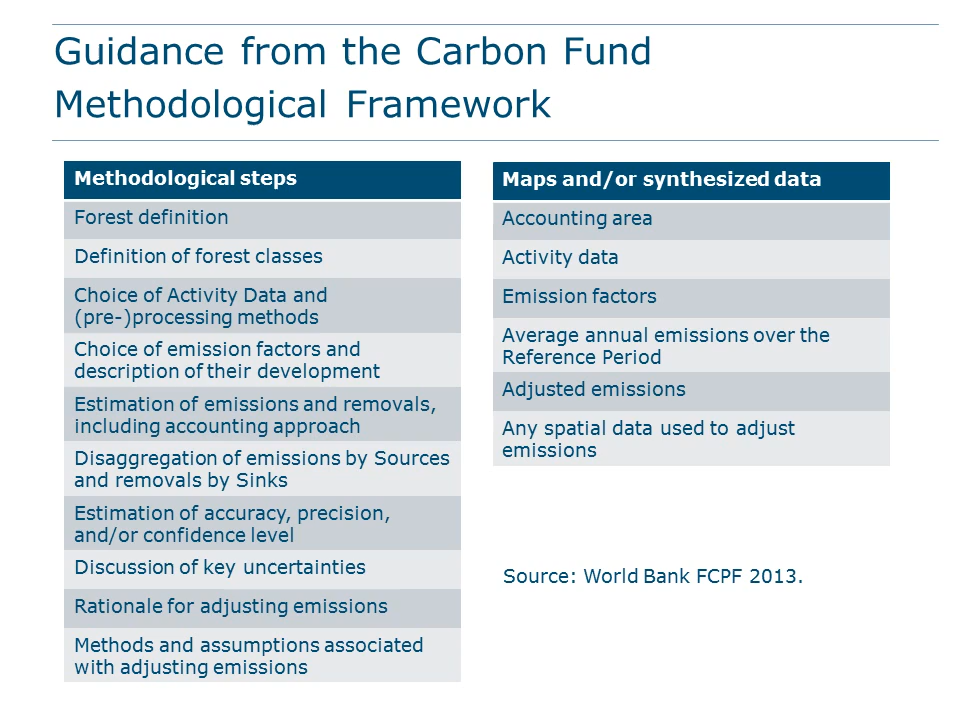 Guidance from the Carbon Fund
Methodological Framework
Methodological steps
Forest definition
Definition of forest classes
Choice of Activity Data and
(pre-)processing methods
Choice of emission factors and
description of their development
Estimation of emissions and removals,
including accounting approach
Disaggregation of emissions by Sources
and removals by Sinks
Estimation of accuracy, precision,
and/or confidence level
Discussion of key uncertainties
Rationale for adjusting emissions
Methods and assumptions associated
with adjusting emissions
Maps and/or synthesized data
Accounting area
Activity data
Emission factors
Average annual emissions over the
Reference Period
Adjusted emissions
Any spatial data used to adjust
emissions
Source: World Bank FCPF 2013.